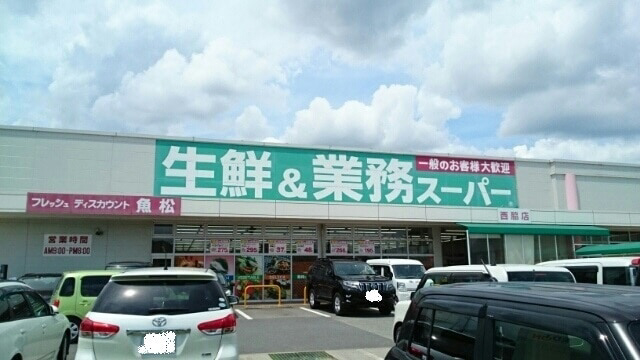 生鮮&業務スーパー
一般のお客様大歓迎
フレッシュ ディスカウント 魚松
西脇店
営業時間
AM8:00-PM6:00